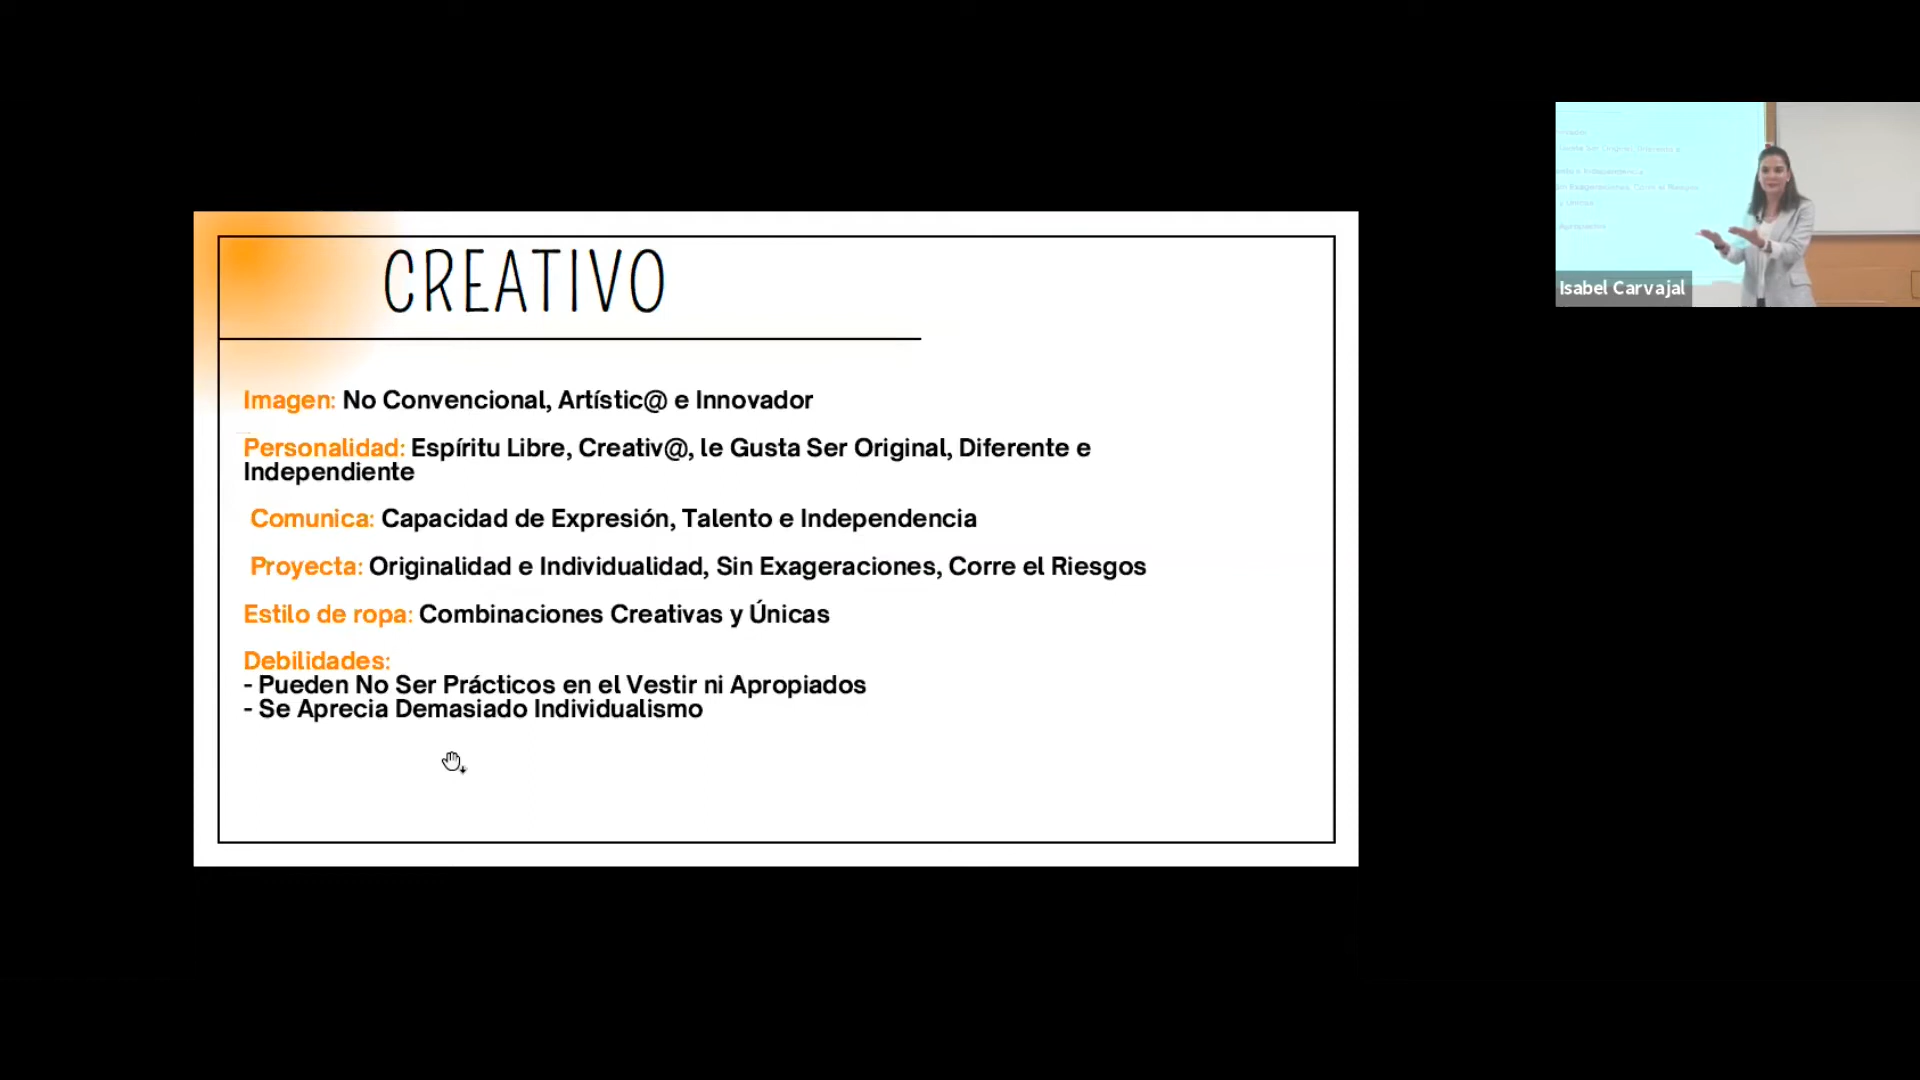 CREATIVO
Imagen: No Convencional, Artístic@ e Innovador
Personalidad: Espíritu Libre, Creativ@, le Gusta Ser Original, Diferente e
Independiente
Comunica: Capacidad de Expresión, Talento e Independencia
Proyecta: Originalidad e Individualidad, Sin Exageraciones, Corre el Riesgos
Estilo de ropa: Combinaciones Creativas y Únicas
Debilidades:
- Pueden No Ser Prácticos en el Vestir ni Apropiados
- Se Aprecia Demasiado Individualismo
Isabel Carvajal